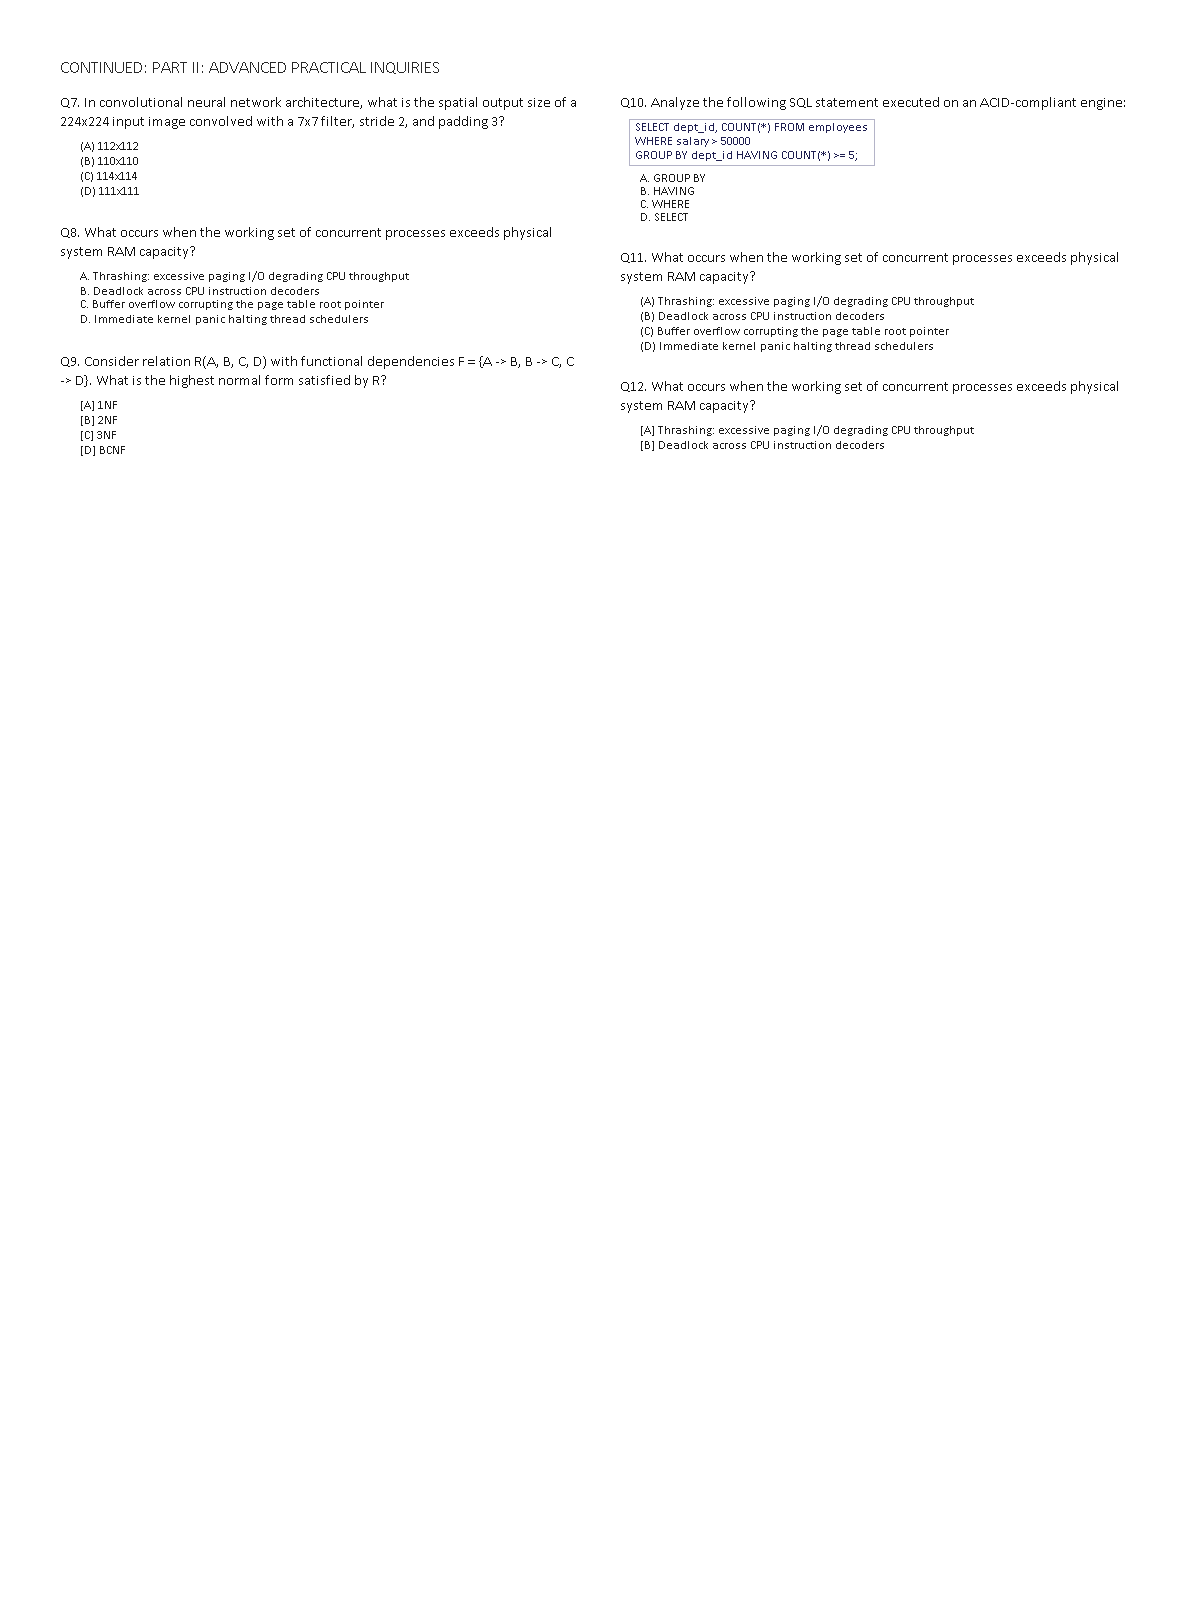 CONTINUED: PART II: ADVANCED PRACTICAL INQUIRIES
Q7. In convolutional neural network architecture, what is the spatial output size of a
224x224 input image convolved with a 7x7 filter, stride 2, and padding 3?
(A) 112x112
(B) 110x110
(C) 114x114
(D) 111x111
Q8. What occurs when the working set of concurrent processes exceeds physical
system RAM capacity?
A. Thrashing: excessive paging I/O degrading CPU throughput
B. Deadlock across CPU instruction decoders
C. Buffer overflow corrupting the page table root pointer
D. Immediate kernel panic halting thread schedulers
Q9. Consider relation R(A, B, C, D) with functional dependencies F = {A -> B, B -> C, C
-> D}. What is the highest normal form satisfied by R?
[A] 1NF
[B] 2NF
[C] 3NF
[D] BCNF
Q10. Analyze the following SQL statement executed on an ACID-compliant engine:
SELECT dept_id, COUNT(*) FROM employees
WHERE salary > 50000
GROUP BY dept_id HAVING COUNT(*) >= 5;
A. GROUP BY
B. HAVING
C. WHERE
D. SELECT
Q11. What occurs when the working set of concurrent processes exceeds physical
system RAM capacity?
(A) Thrashing: excessive paging I/O degrading CPU throughput
(B) Deadlock across CPU instruction decoders
(C) Buffer overflow corrupting the page table root pointer
(D) Immediate kernel panic halting thread schedulers
Q12. What occurs when the working set of concurrent processes exceeds physical
system RAM capacity?
[A] Thrashing: excessive paging I/O degrading CPU throughput
[B] Deadlock across CPU instruction decoders